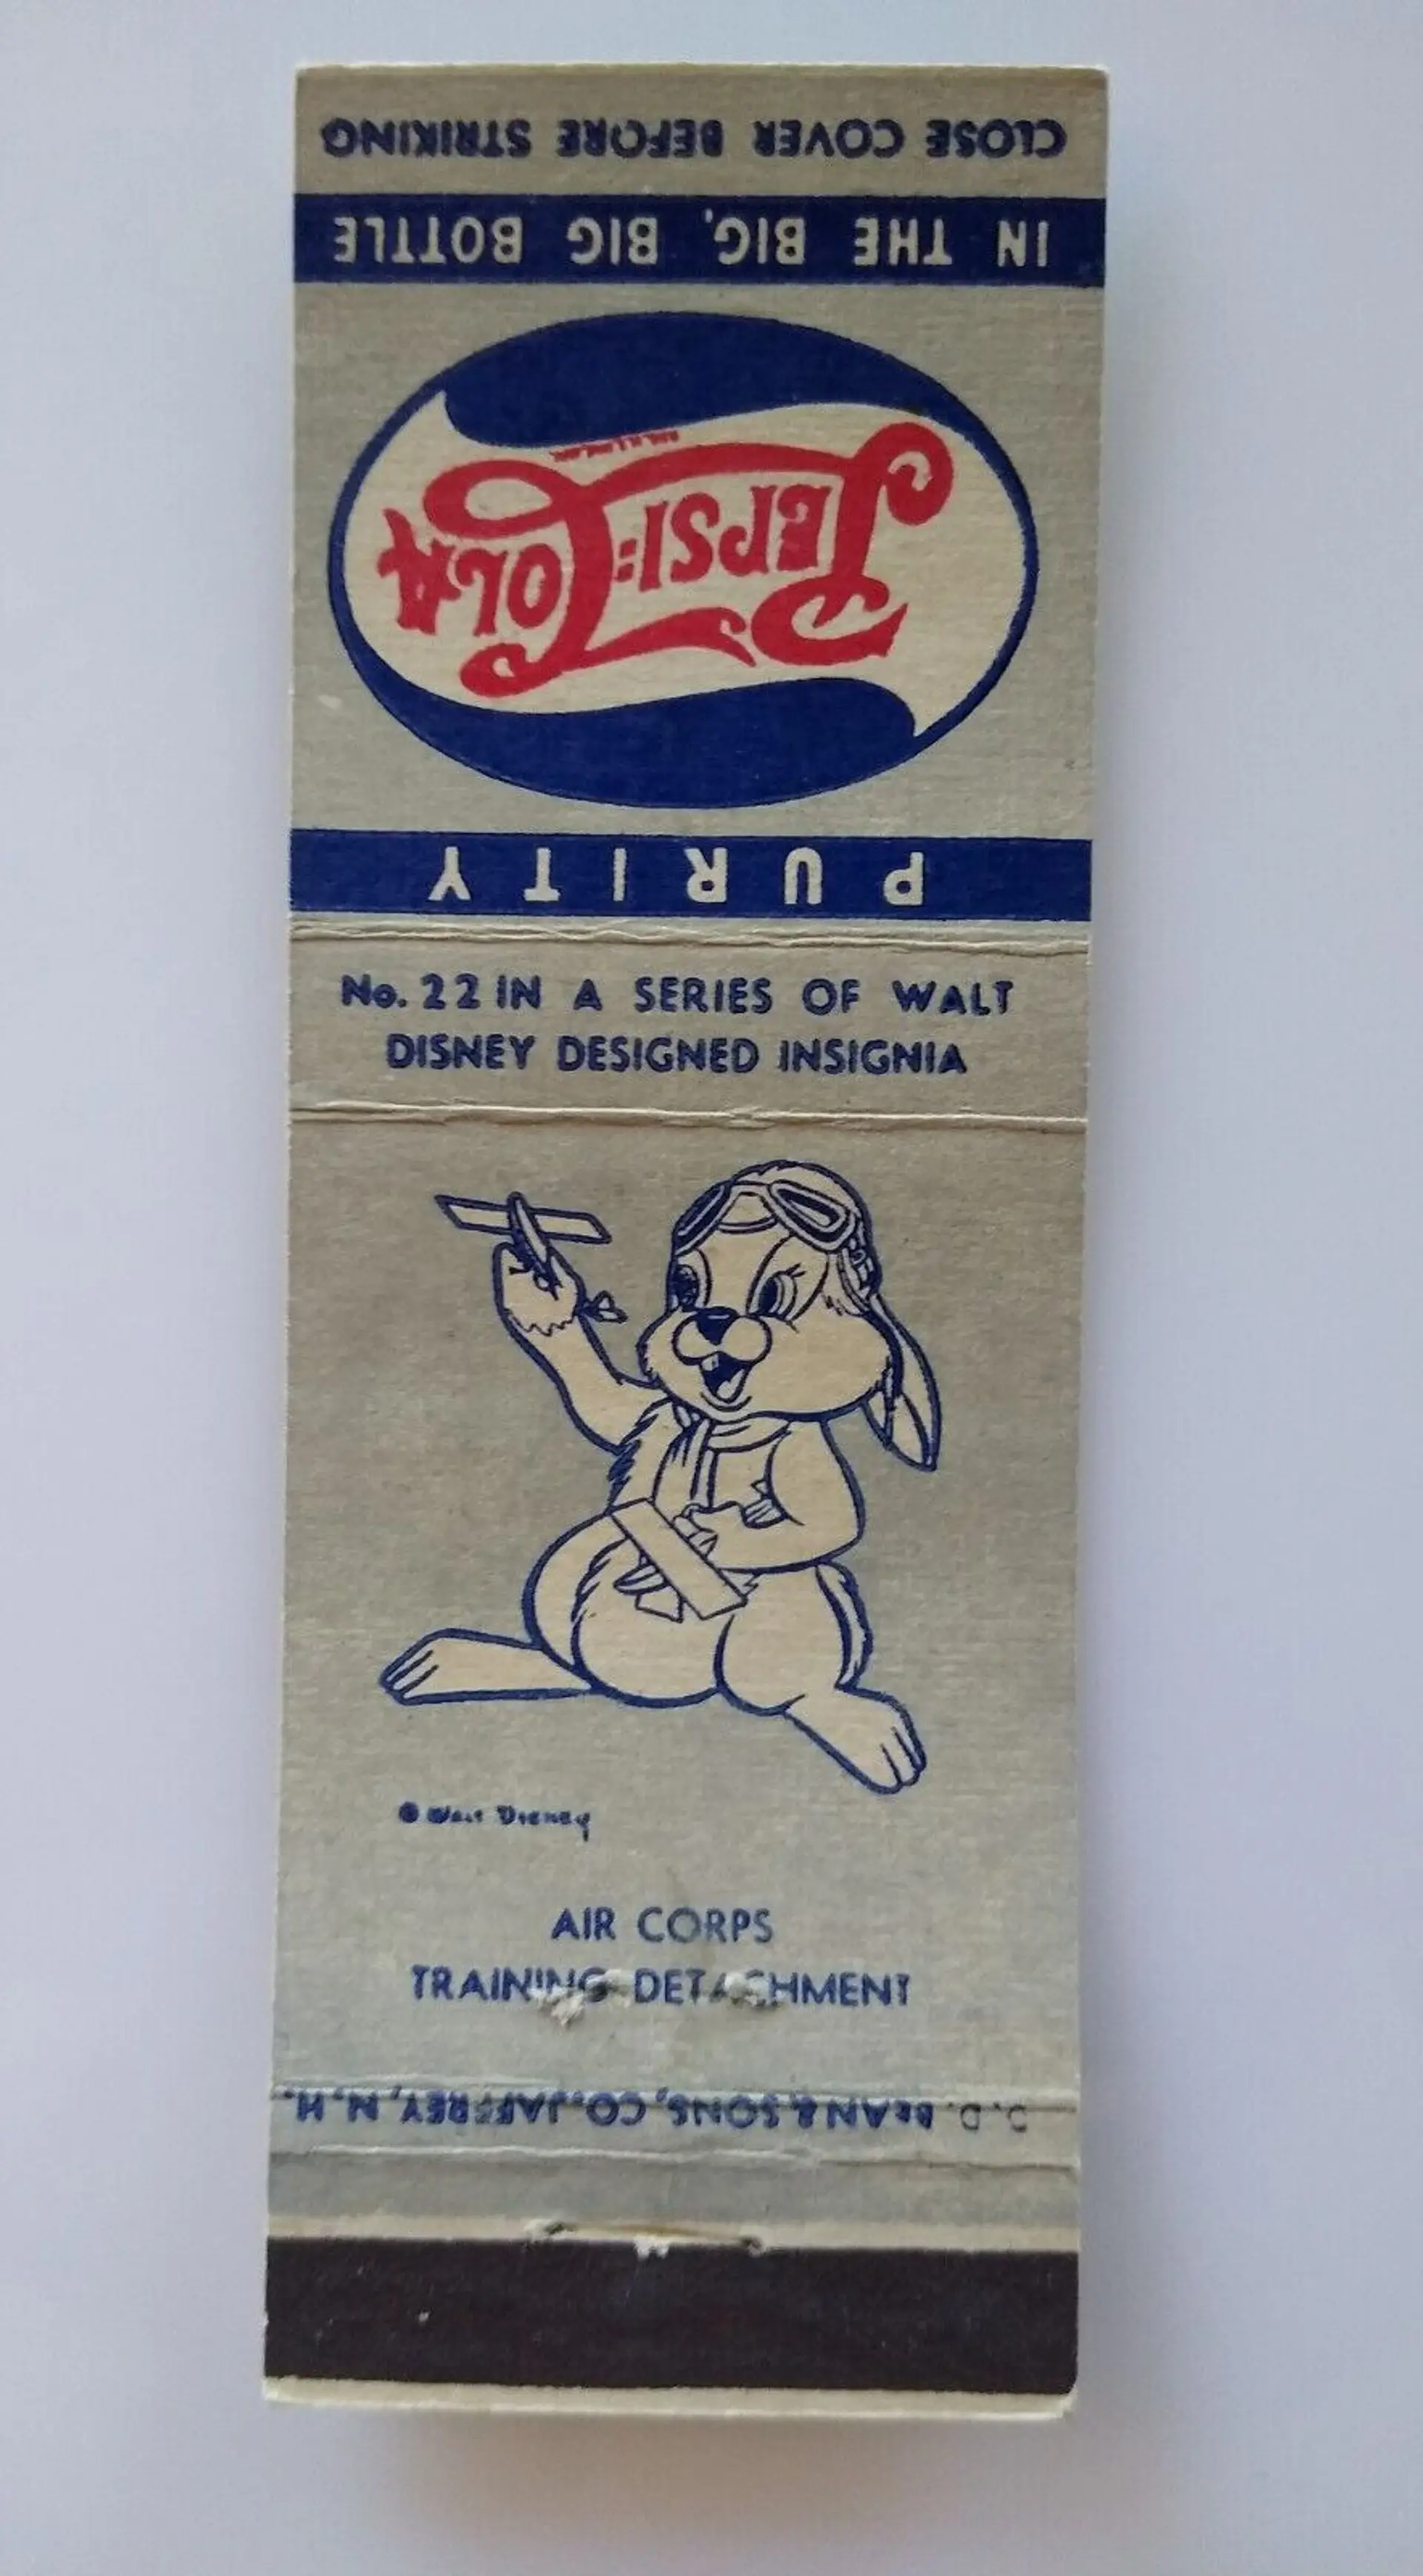 CLOSE COVER BEFORE STRIKING
IN THE BIG, BIG BOTTLE
PEPSI-COLA
PURITY
No. 22 IN A SERIES OF WALT
DISNEY DESIGNED INSIGNIA
© Walt Disney
AIR CORPS
TRAINING DETACHMENT
D.D. BEAN & SONS, CO. JAFFREY, N. H.